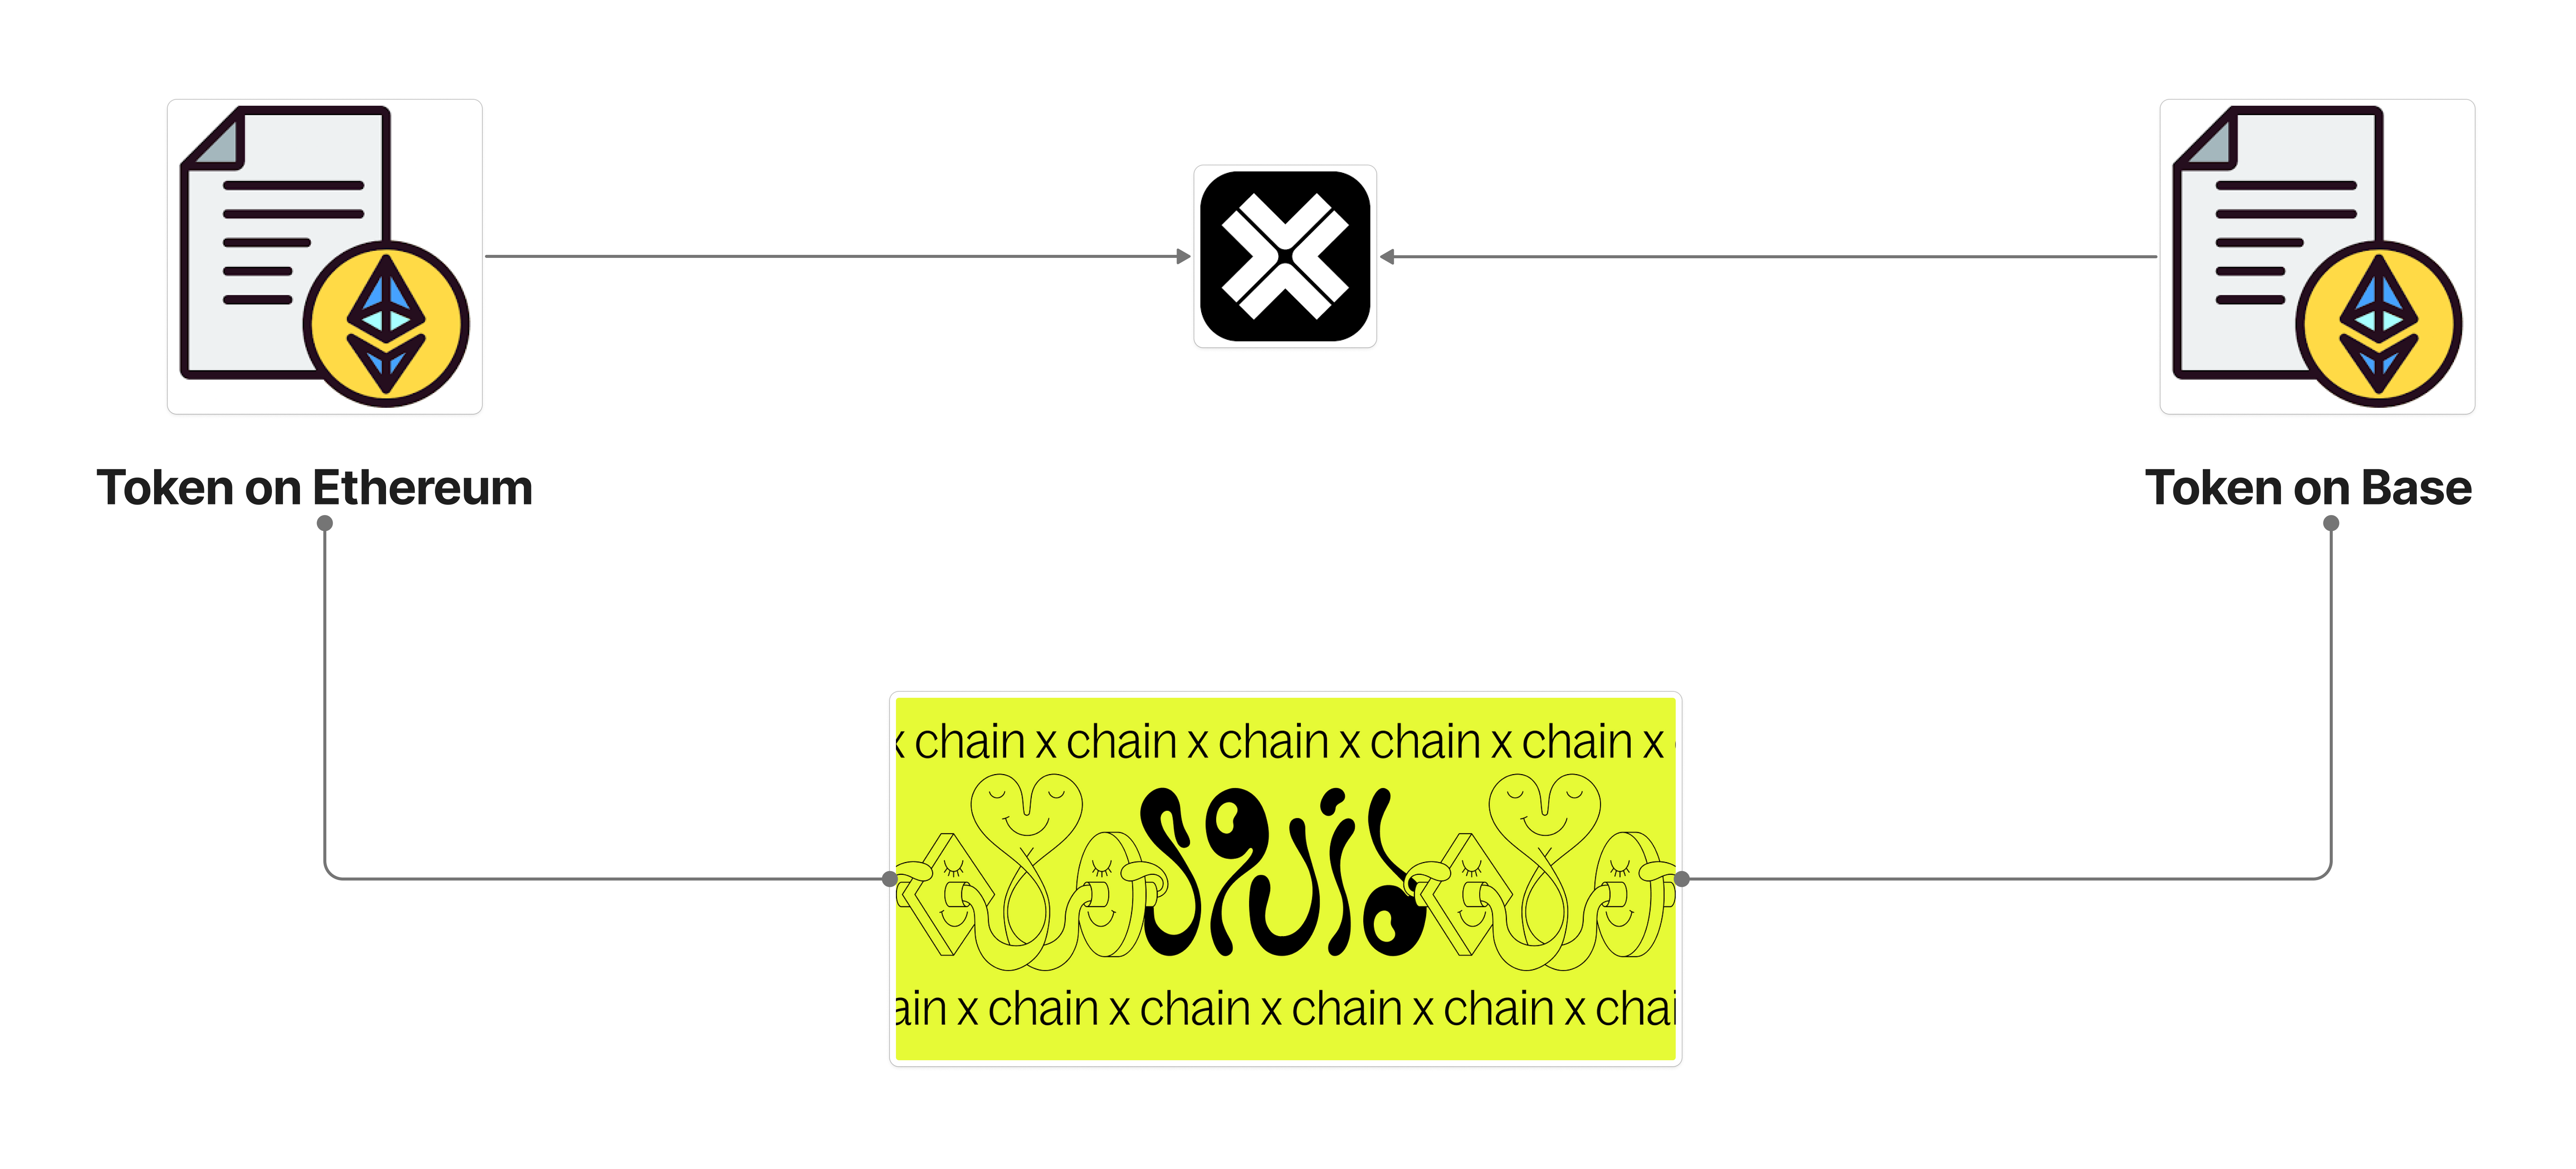 Token on Ethereum
Token on Base
x chain x chain x chain x chain x chain x
squid
ain x chain x chain x chain x chain x chai